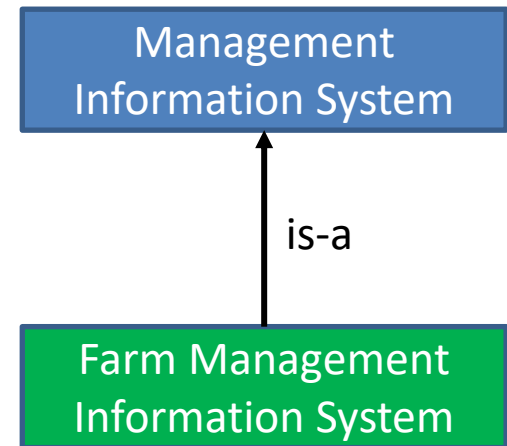 Management
Information System
is-a
Farm Management
Information System